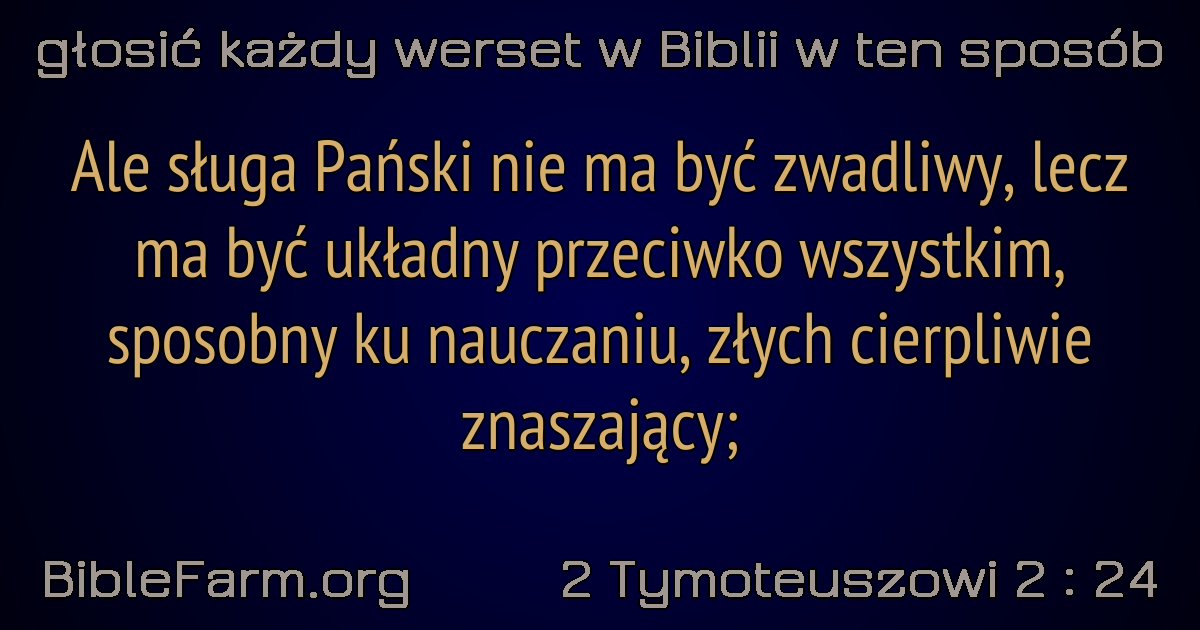 głosić każdy werset w Biblii w ten sposób
Ale sługa Pański nie ma być zwadliwy, lecz
ma być układny przeciwko wszystkim,
sposobny ku nauczaniu, złych cierpliwie
znaszający;
BibleFarm.org
2 Tymoteuszowi 2 : 24